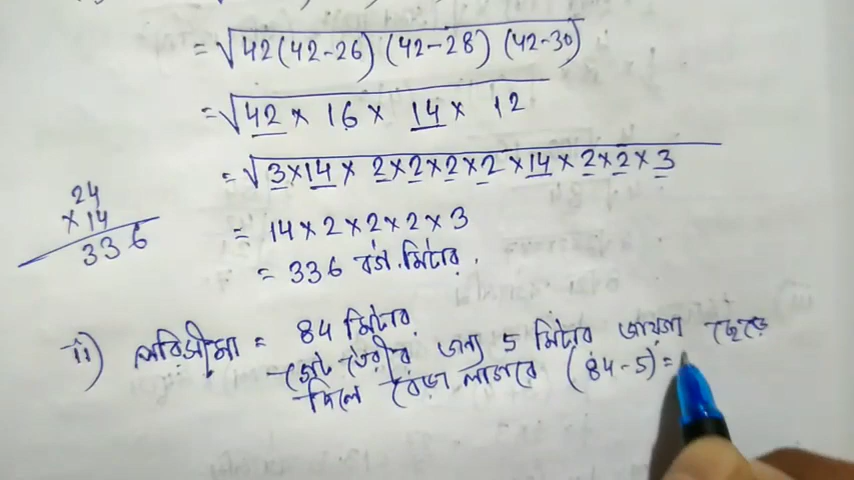 = √42(42-26) (42-28) (42-30)
= √42 × 16 × 14 × 12
= √3×14 × 2×2×2×2 ×14×2×2×3
24
×14
336
= 14×2×2×2×3
= 336 বর্গ মিটার.
ii) পরিসীমা = 84 মিটার.
গেট তৈরীর জন্য 5 মিটার জায়গা ছেড়ে
দিলে বেড়া লাগবে (84-5)=